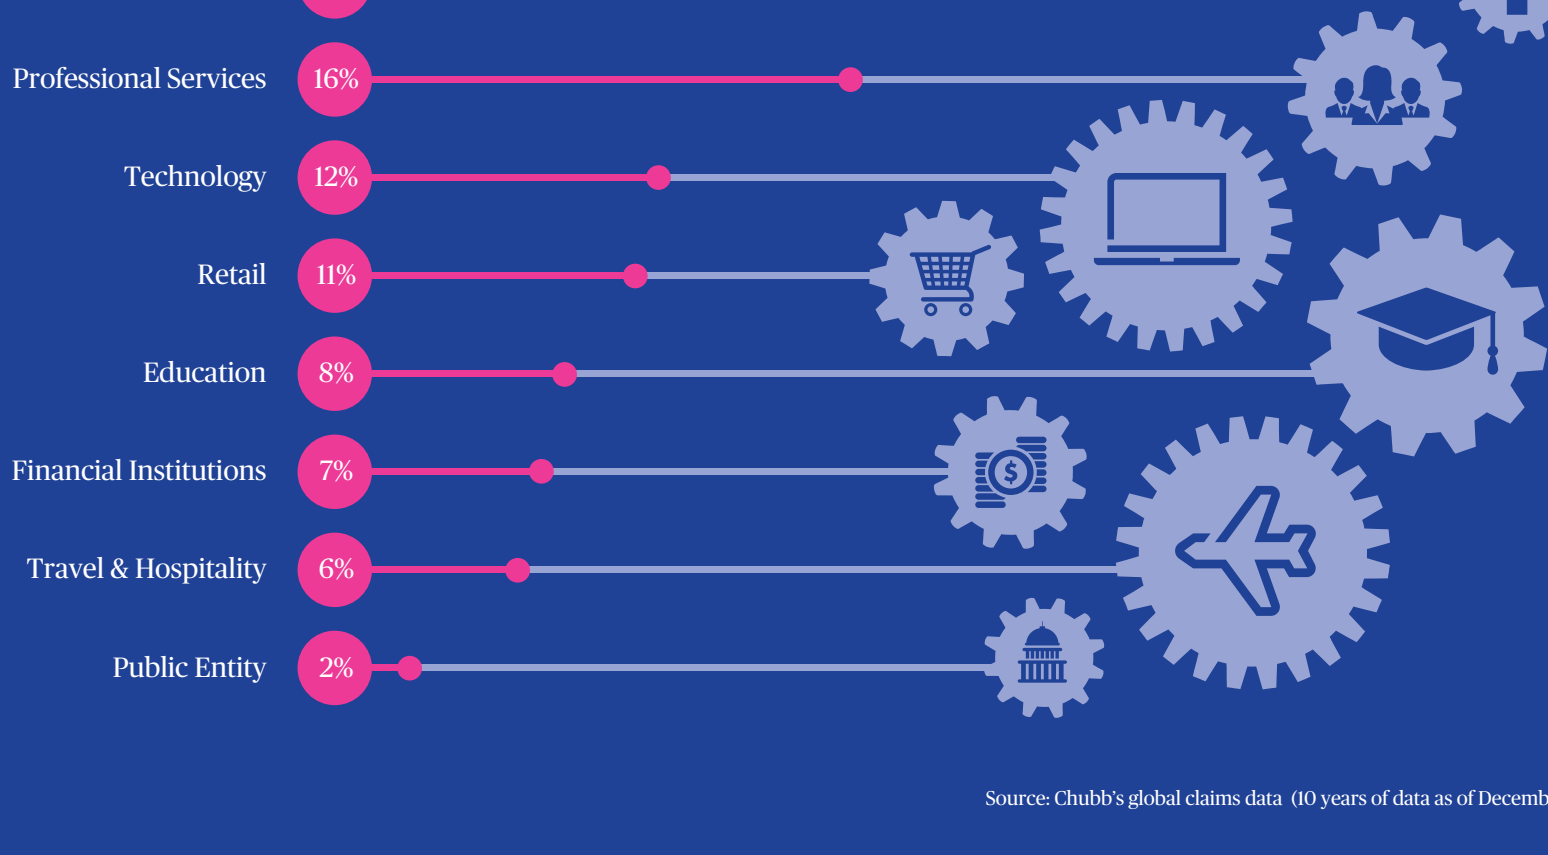 Professional Services 16%
Technology 12%
Retail 11%
Education 8%
Financial Institutions 7%
$
Travel & Hospitality 6%
Public Entity 2%
Source: Chubb’s global claims data (10 years of data as of Decemb